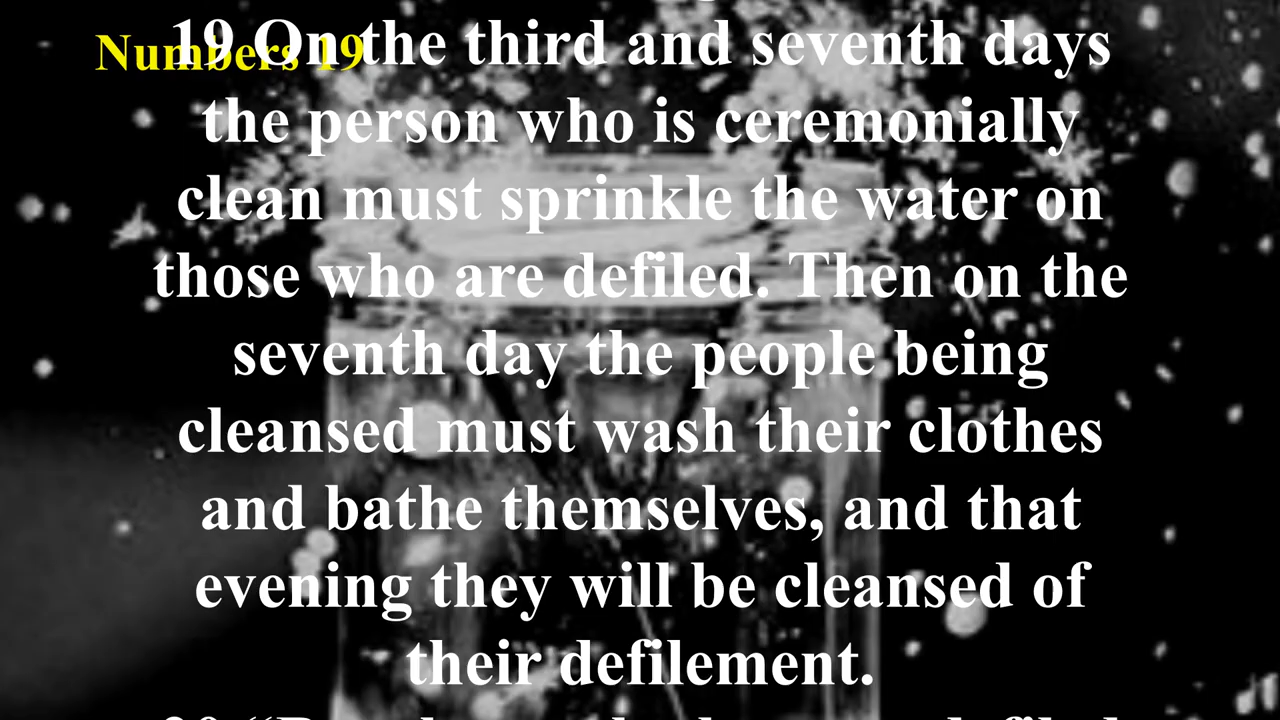 Numbers 19
19 On the third and seventh days
the person who is ceremonially
clean must sprinkle the water on
those who are defiled. Then on the
seventh day the people being
cleansed must wash their clothes
and bathe themselves, and that
evening they will be cleansed of
their defilement.